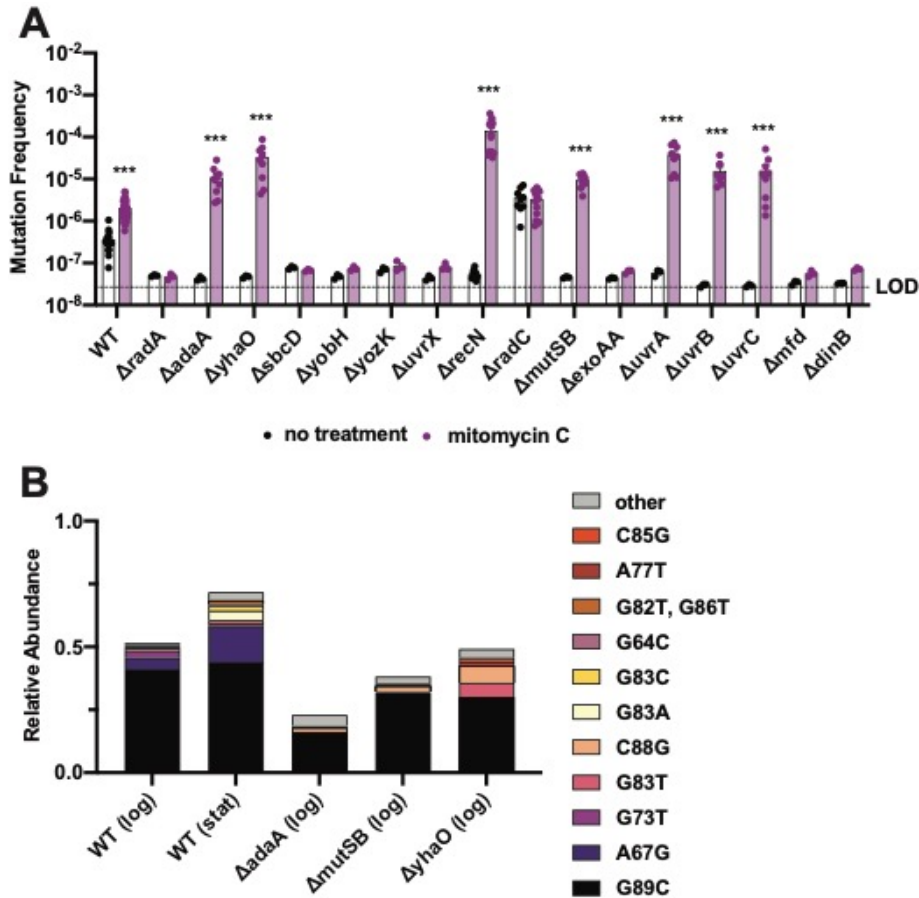 A
Mutation Frequency
10-2
10-3
10-4
10-5
10-6
10-7
10-8
***
***
***
***
***
***
***
***
LOD
WT
ΔradA
ΔadaA
ΔyhaO
ΔsbcD
ΔyobH
ΔyozK
ΔuvrX
ΔrecN
ΔradC
ΔmutSB
ΔexoAA
ΔuvrA
ΔuvrB
ΔuvrC
Δmfd
ΔdinB
no treatment mitomycin C
B
Relative Abundance
1.0
0.5
0.0
WT (log)
WT (stat)
ΔadaA (log)
ΔmutSB (log)
ΔyhaO (log)
other
C85G
A77T
G82T, G86T
G64C
G83C
G83A
C88G
G83T
G73T
A67G
G89C